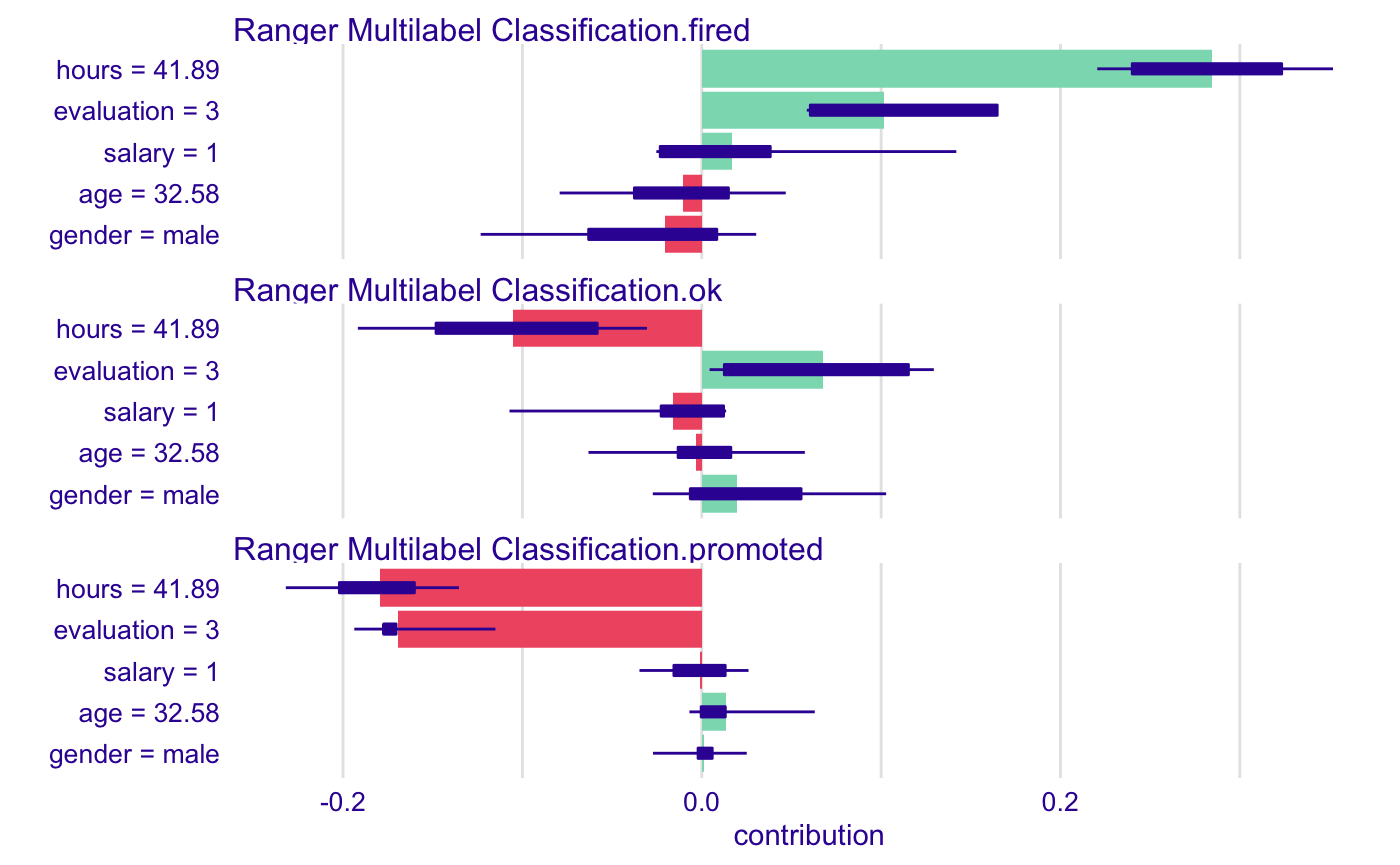 Ranger Multilabel Classification.fired
hours = 41.89
evaluation = 3
salary = 1
age = 32.58
gender = male
Ranger Multilabel Classification.ok
hours = 41.89
evaluation = 3
salary = 1
age = 32.58
gender = male
Ranger Multilabel Classification.promoted
hours = 41.89
evaluation = 3
salary = 1
age = 32.58
gender = male
-0.2 0.0 0.2
contribution